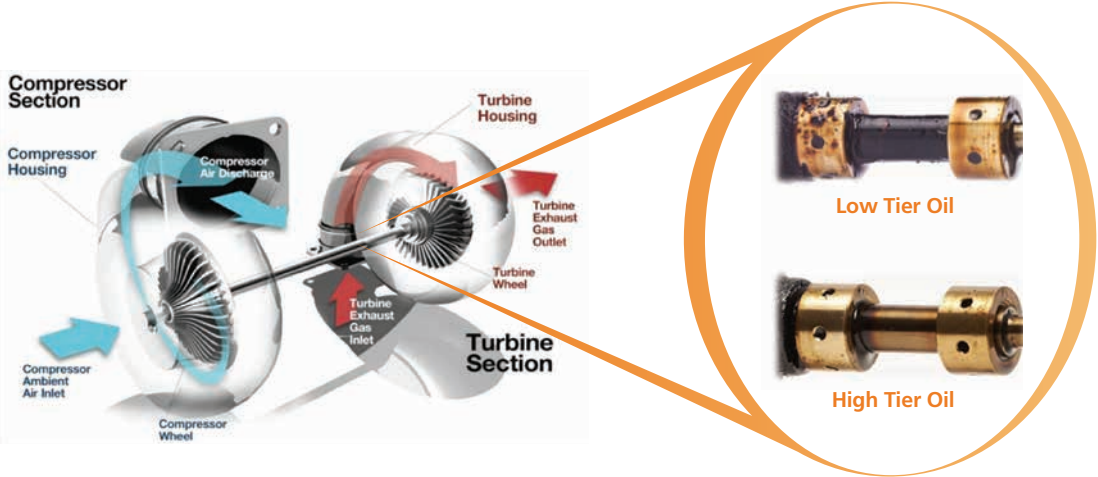 Compressor
Section
Compressor
Housing
Compressor
Air Discharge
Turbine
Housing
Turbine
Exhaust
Gas
Outlet
Turbine
Wheel
Turbine
Exhaust
Gas
Inlet
Turbine
Section
Compressor
Ambient
Air Inlet
Compressor
Wheel
Low Tier Oil
High Tier Oil